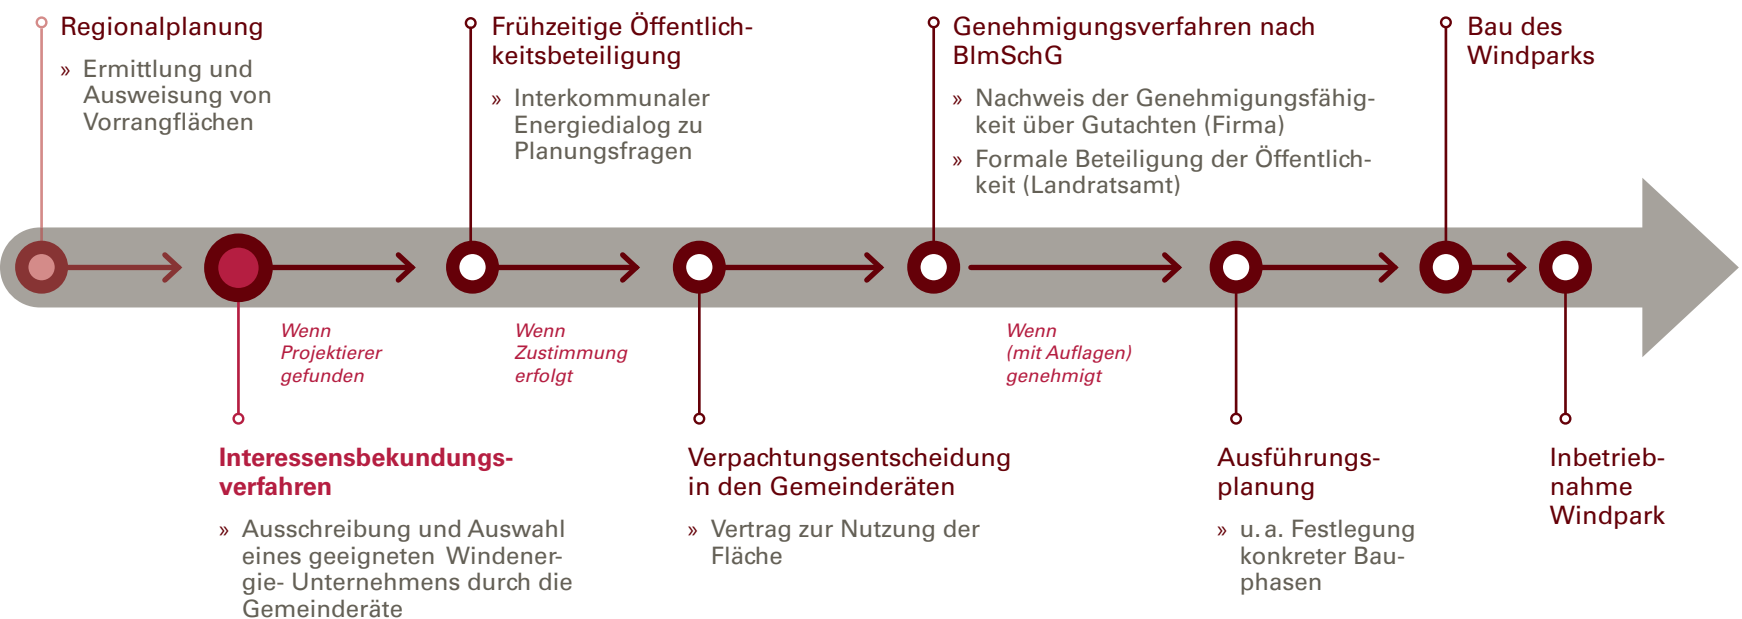 Regionalplanung
» Ermittlung und
Ausweisung von
Vorrangflächen
Frühzeitige Öffentlich-
keitsbeteiligung
» Interkommunaler
Energiedialog zu
Planungsfragen
Genehmigungsverfahren nach
BImSchG
» Nachweis der Genehmigungsfähig-
keit über Gutachten (Firma)
» Formale Beteiligung der Öffentlich-
keit (Landratsamt)
Bau des
Windparks
Wenn
Projektierer
gefunden
Wenn
Zustimmung
erfolgt
Wenn
(mit Auflagen)
genehmigt
Interessensbekundungs-
verfahren
» Ausschreibung und Auswahl
eines geeigneten Windener-
gie- Unternehmens durch die
Gemeinderäte
Verpachtungsentscheidung
in den Gemeinderäten
» Vertrag zur Nutzung der
Fläche
Ausführungs-
planung
» u. a. Festlegung
konkreter Bau-
phasen
Inbetrieb-
nahme
Windpark